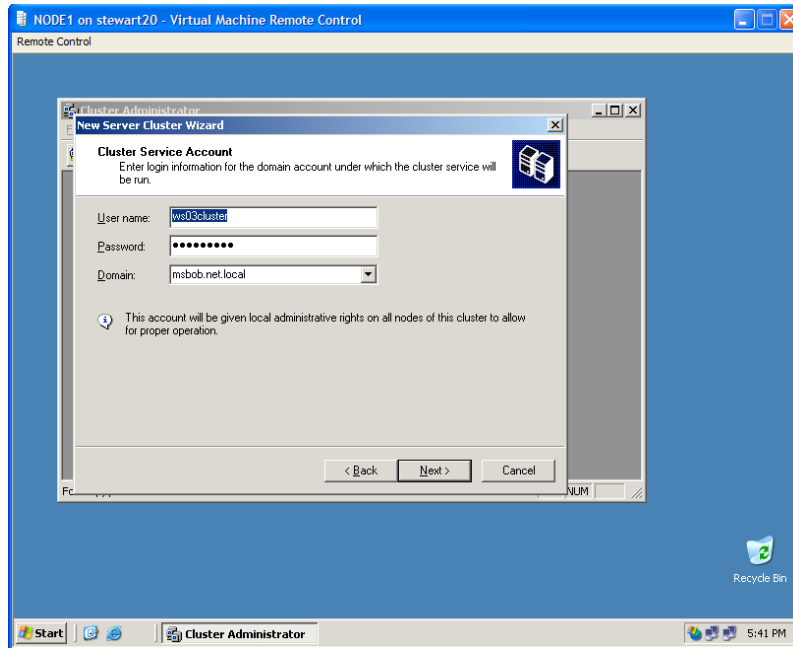 NODE1 on stewart20 - Virtual Machine Remote Control
Remote Control
Cluster Administrator
New Server Cluster Wizard
Cluster Service Account
Enter login information for the domain account under which the cluster service will
be run.
User name: ws03cluster
Password: •••••••••
Domain: msbob.net.local
This account will be given local administrative rights on all nodes of this cluster to allow
for proper operation.
< Back Next > Cancel
NUM
Recycle Bin
Start Cluster Administrator 5:41 PM